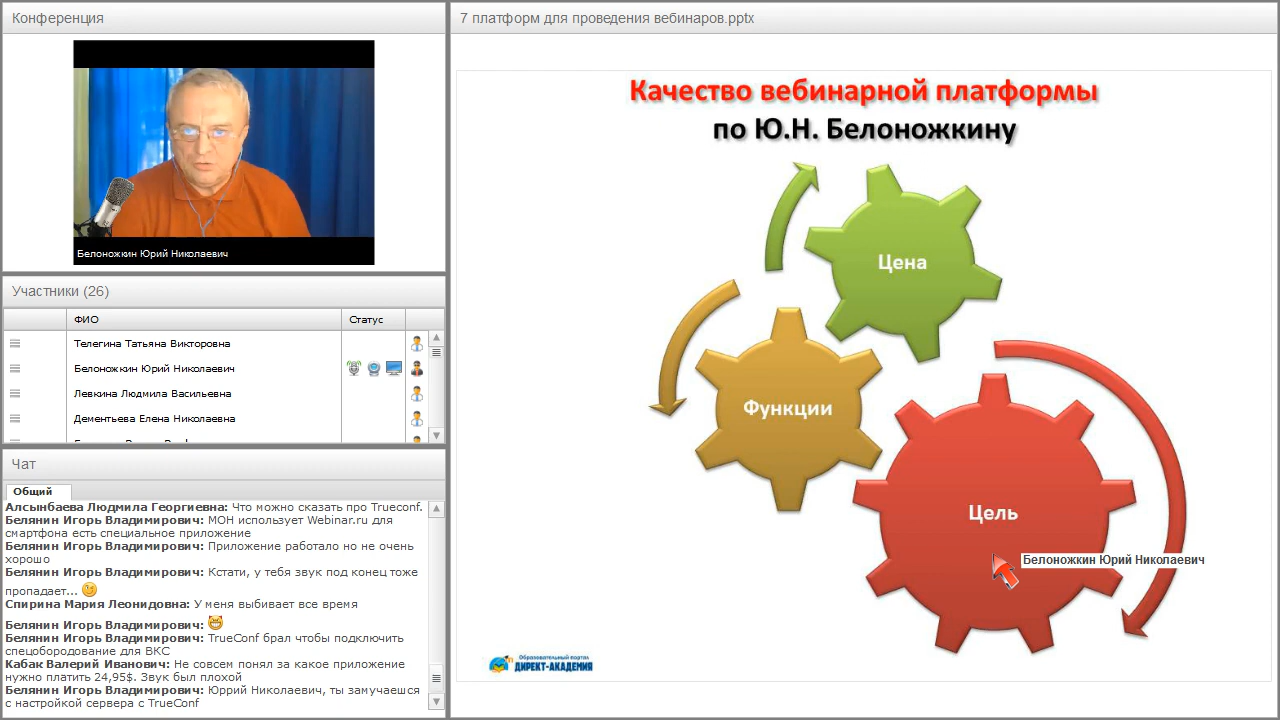 Конференция
Белоножкин Юрий Николаевич
Участники (26)
ФИО
Статус
Телегина Татьяна Викторовна
Белоножкин Юрий Николаевич
Левкина Людмила Васильевна
Дементьева Елена Николаевна
Чат
Общий
Алсынбаева Людмила Георгиевна: Что можно сказать про Trueconf.
Белянин Игорь Владимирович: МОН использует Webinar.ru для
смартфона есть специальное приложение
Белянин Игорь Владимирович: Приложение работало но не очень
хорошо
Белянин Игорь Владимирович: Кстати, у тебя звук под конец тоже
пропадает...
Спирина Мария Леонидовна: У меня выбивает все время
Белянин Игорь Владимирович:
Белянин Игорь Владимирович: TrueConf брал чтобы подключить
спецобородование для ВКС
Кабак Валерий Иванович: Не совсем понял за какое приложение
нужно платить 24,95$. Звук был плохой
Белянин Игорь Владимирович: Юррий Николаевич, ты замучаешся
с настройкой сервера с TrueConf
7 платформ для проведения вебинаров.pptx
Качество вебинарной платформы
по Ю.Н. Белоножкину
Цена
Функции
Цель
Белоножкин Юрий Николаевич
Образовательный портал
ДИРЕКТ-АКАДЕМИЯ